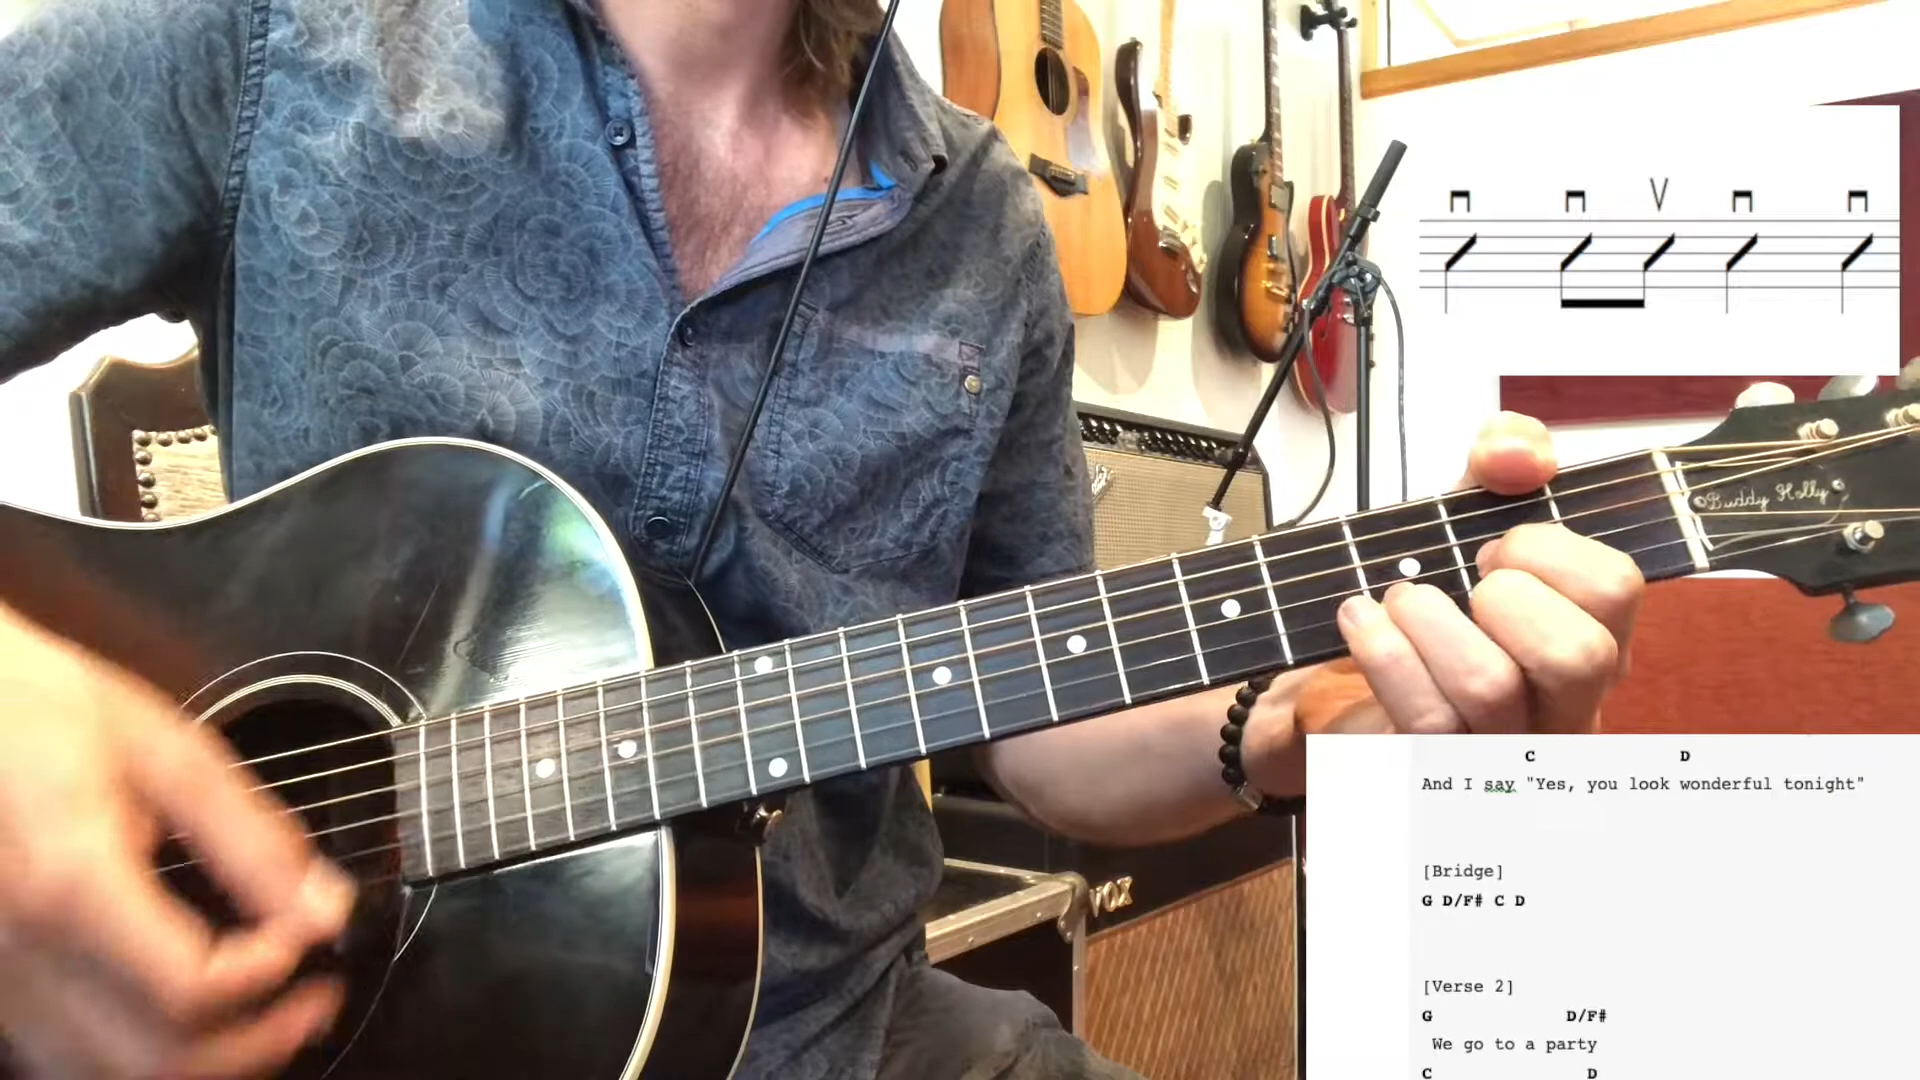 Buddy Holly
C D
And I say "Yes, you look wonderful tonight"
[Bridge]
G D/F# C D
VOX
[Verse 2]
G D/F#
We go to a party
C D